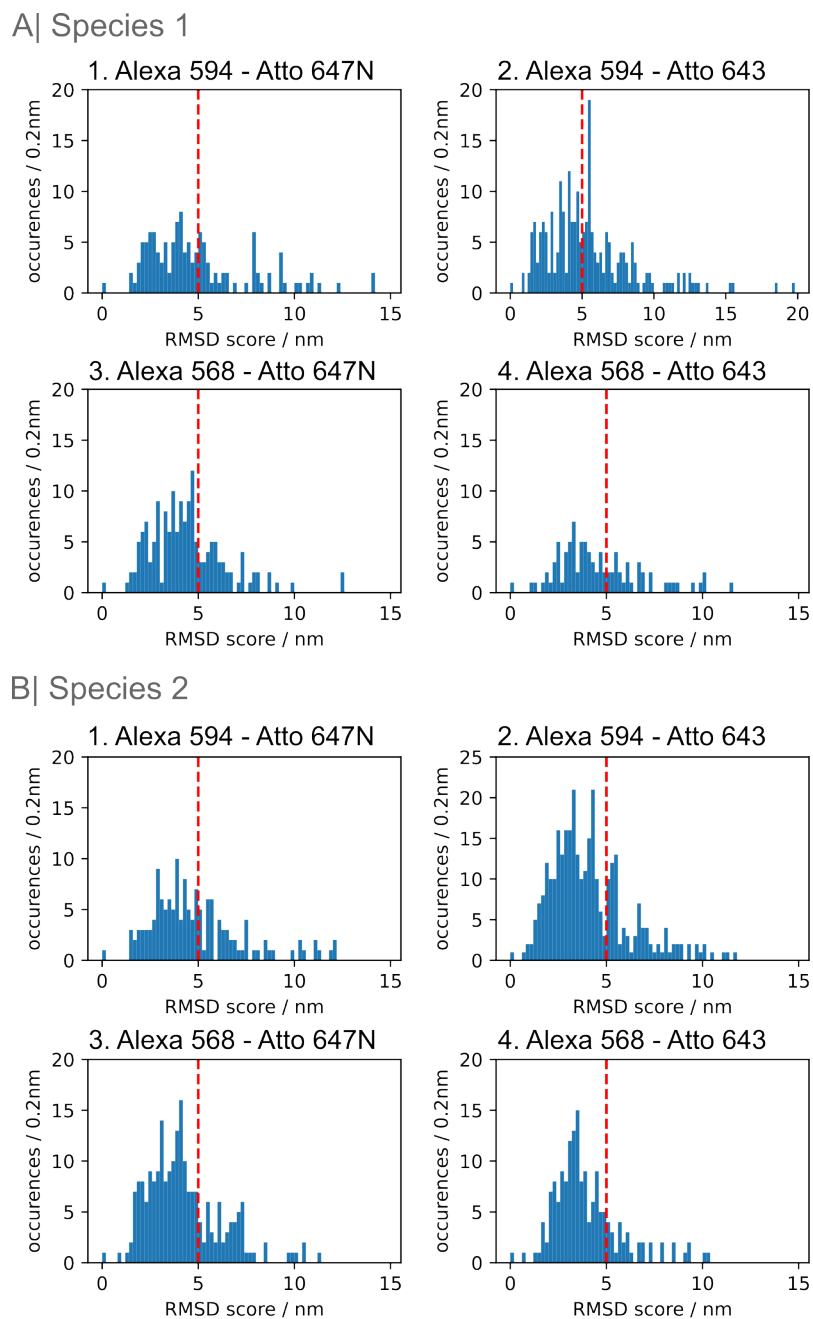 A| Species 1
1. Alexa 594 - Atto 647N
2. Alexa 594 - Atto 643
20
15
10
5
0
occurences / 0.2nm
0 5 10 15
RMSD score / nm
20
15
10
5
0
occurences / 0.2nm
0 5 10 15 20
RMSD score / nm
3. Alexa 568 - Atto 647N
4. Alexa 568 - Atto 643
20
15
10
5
0
occurences / 0.2nm
0 5 10 15
RMSD score / nm
20
15
10
5
0
occurences / 0.2nm
0 5 10 15
RMSD score / nm
B| Species 2
1. Alexa 594 - Atto 647N
2. Alexa 594 - Atto 643
20
15
10
5
0
occurences / 0.2nm
0 5 10 15
RMSD score / nm
25
20
15
10
5
0
occurences / 0.2nm
0 5 10 15
RMSD score / nm
3. Alexa 568 - Atto 647N
4. Alexa 568 - Atto 643
20
15
10
5
0
occurences / 0.2nm
0 5 10 15
RMSD score / nm
20
15
10
5
0
occurences / 0.2nm
0 5 10 15
RMSD score / nm